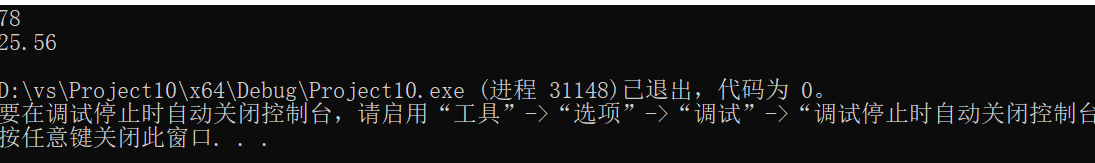 78
25.56
D:\vs\Project10\x64\Debug\Project10.exe (进程 31148)已退出，代码为 0。
要在调试停止时自动关闭控制台，请启用“工具”->“选项”->“调试”->“调试停止时自动关闭控制台
按任意键关闭此窗口. . .